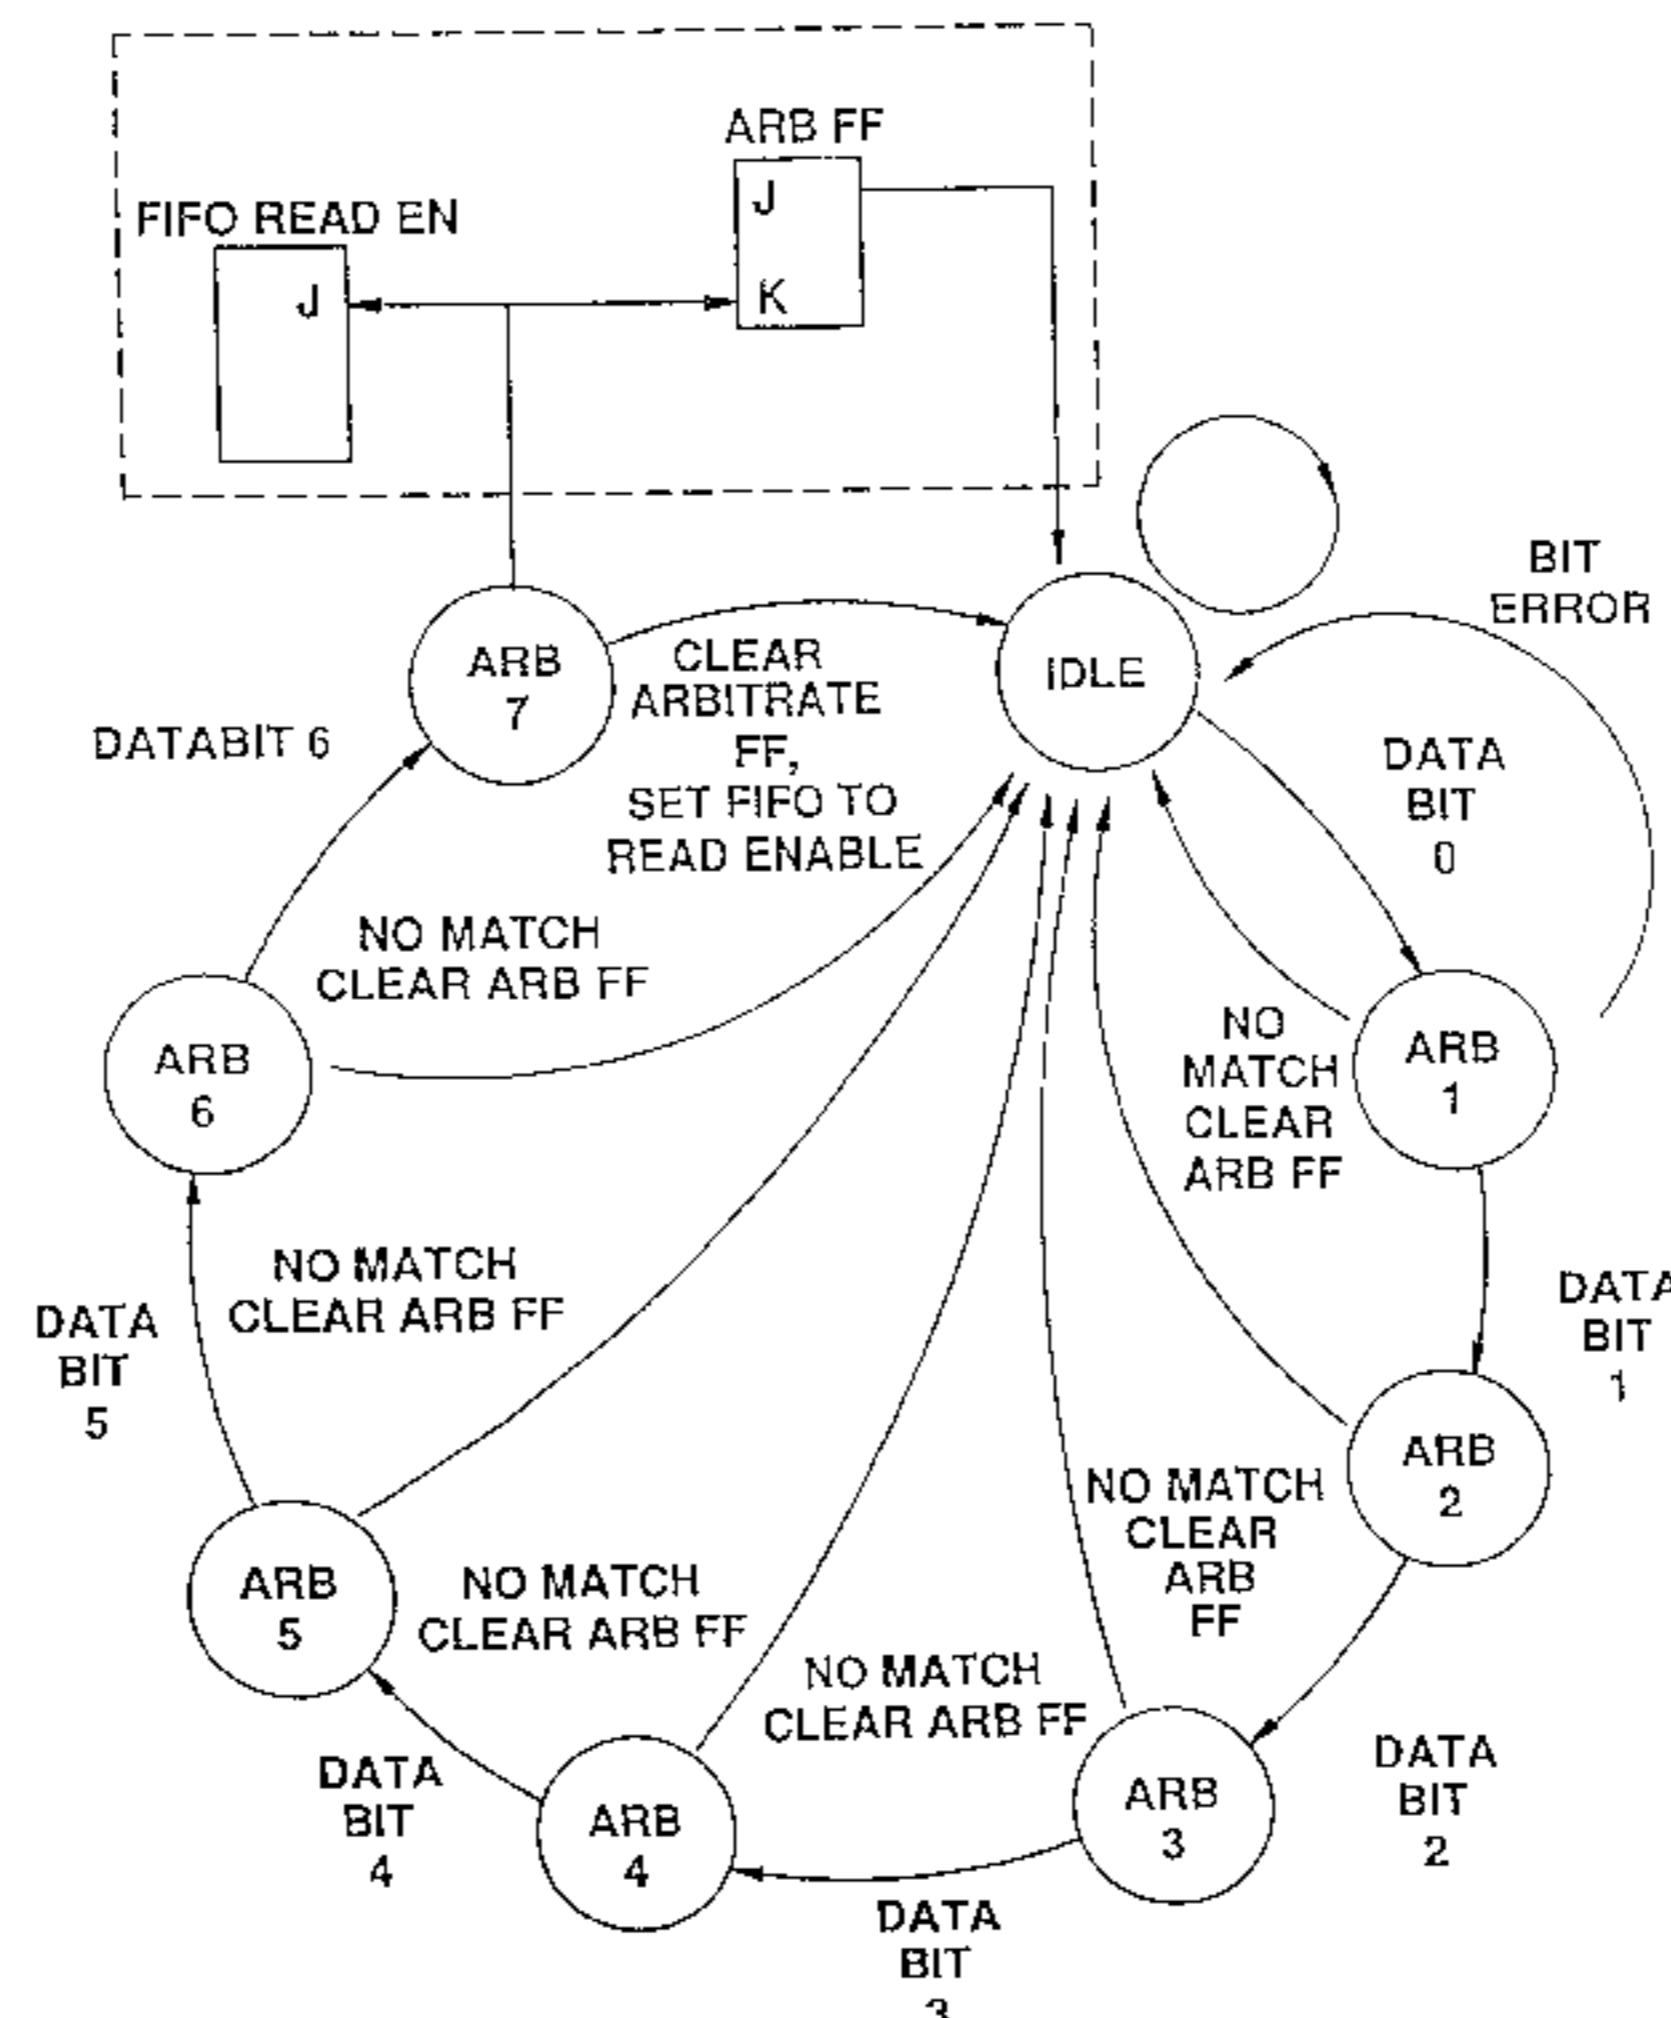 ARB FF
J
K
FIFO READ EN
J
BIT
ERROR
ARB
7
CLEAR
ARBITRATE
FF,
SET FIFO TO
READ ENABLE
IDLE
DATABIT 6
DATA
BIT
0
NO MATCH
CLEAR ARB FF
ARB
6
NO
MATCH
CLEAR
ARB FF
ARB
1
NO MATCH
CLEAR ARB FF
DATA
BIT
5
DATA
BIT
1
ARB
2
NO MATCH
CLEAR
ARB
FF
ARB
5
NO MATCH
CLEAR ARB FF
NO MATCH
CLEAR ARB FF
DATA
BIT
4
ARB
4
ARB
3
DATA
BIT
2
DATA
BIT
3